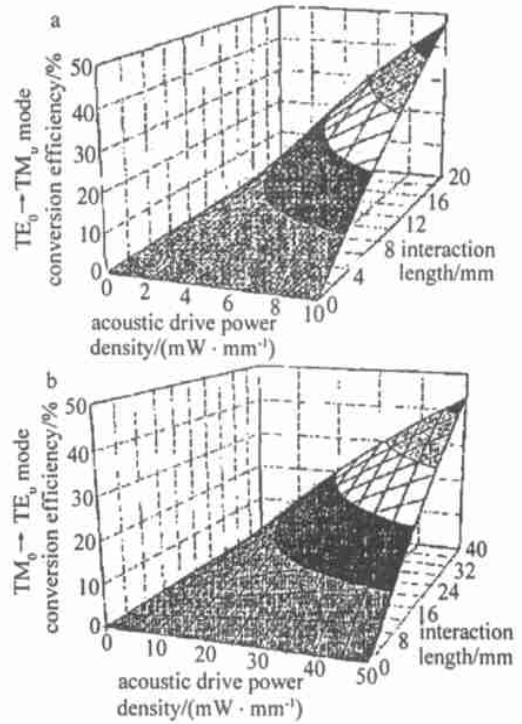 a
TE₀→TMᵤ mode
conversion efficiency/%
50
40
30
20
10
0
0 2 4 6 8 10
acoustic drive power
density/(mW · mm⁻¹)
0 4 8 12 16 20
interaction
length/mm
b
TM₀→ TEᵤ mode
conversion efficiency/%
50
40
30
20
10
0
0 10 20 30 40 50
acoustic drive power
density/(mW · mm⁻¹)
0 8 16 24 32 40
interaction
length/mm